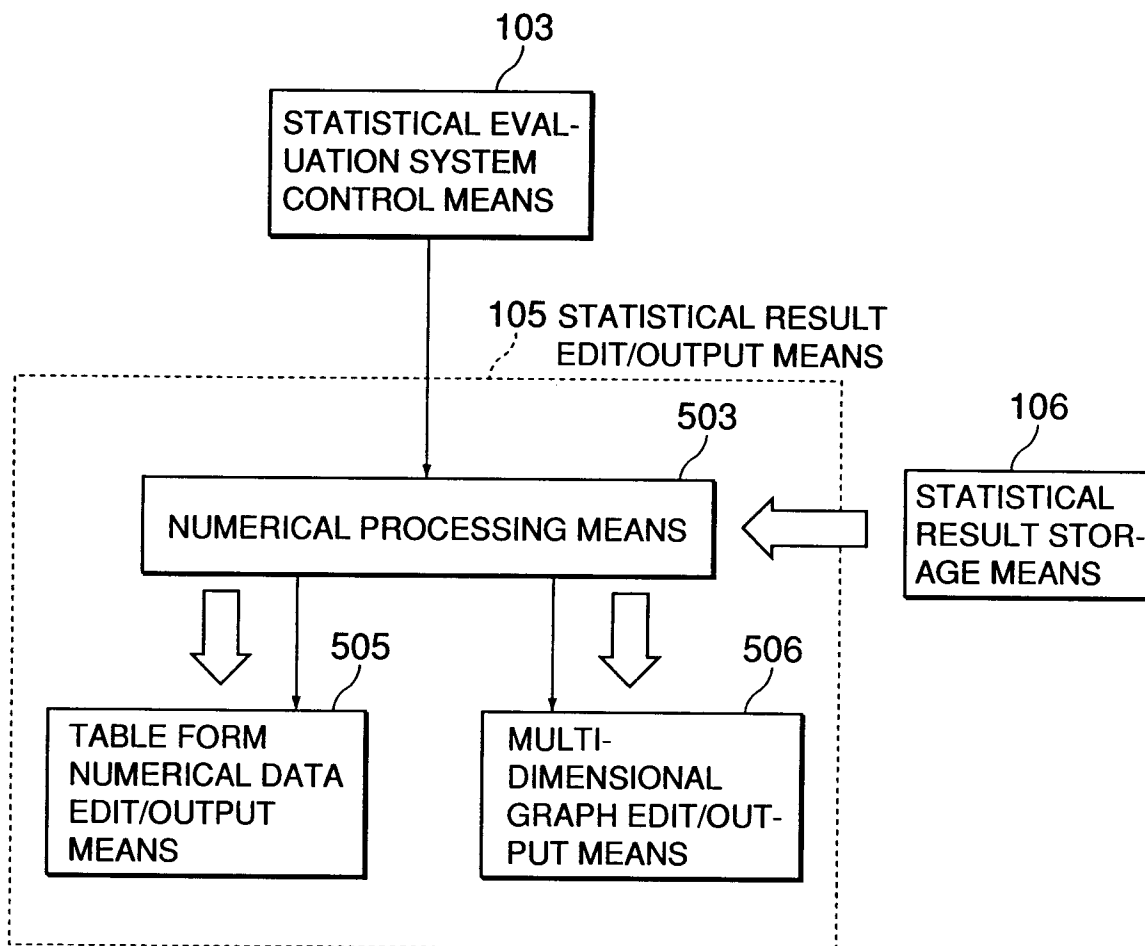 103
STATISTICAL EVAL-
UATION SYSTEM
CONTROL MEANS
105 STATISTICAL RESULT
EDIT/OUTPUT MEANS
503
NUMERICAL PROCESSING MEANS
106
STATISTICAL
RESULT STOR-
AGE MEANS
505
TABLE FORM
NUMERICAL DATA
EDIT/OUTPUT
MEANS
506
MULTI-
DIMENSIONAL
GRAPH EDIT/OUT-
PUT MEANS